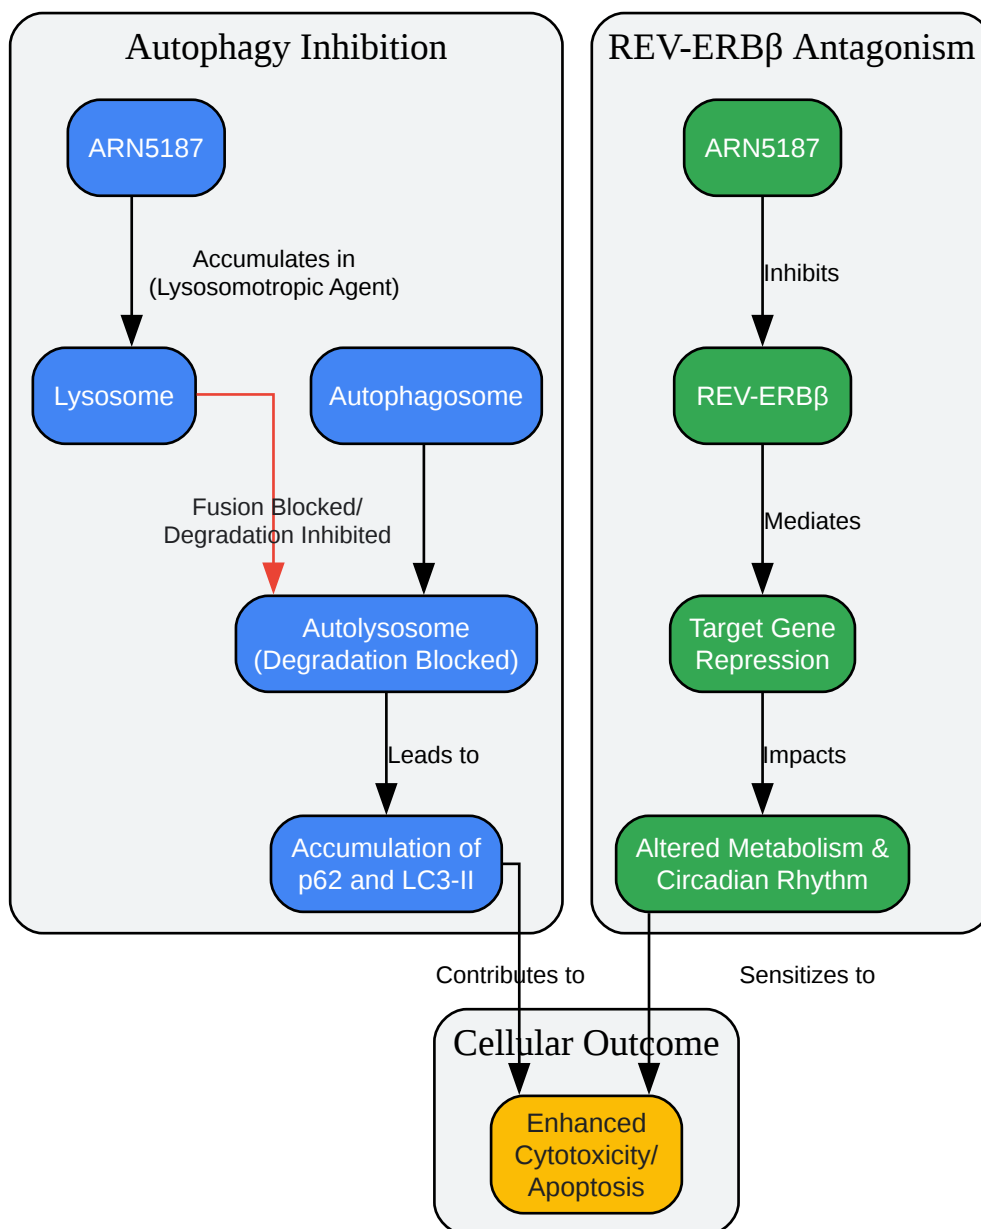 Autophagy Inhibition
ARN5187
Accumulates in
(Lysosomotropic Agent)
Lysosome
Autophagosome
Fusion Blocked/
Degradation Inhibited
Autolysosome
(Degradation Blocked)
Leads to
Accumulation of
p62 and LC3-II
Contributes to
REV-ERBβ Antagonism
ARN5187
Inhibits
REV-ERBβ
Mediates
Target Gene
Repression
Impacts
Altered Metabolism &
Circadian Rhythm
Sensitizes to
Cellular Outcome
Enhanced
Cytotoxicity/
Apoptosis